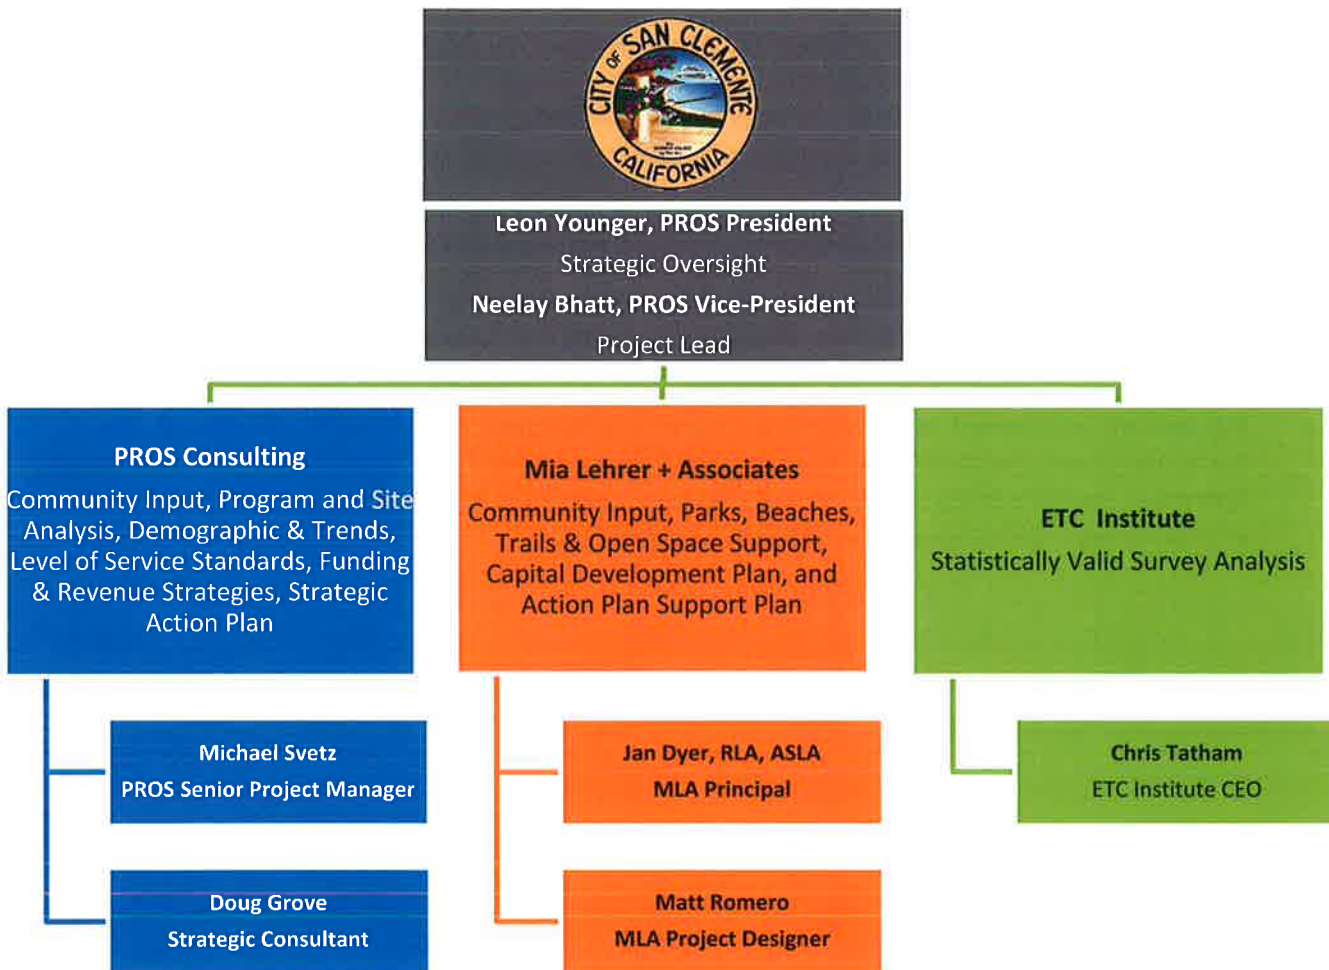 CITY OF SAN CLEMENTE
CALIFORNIA
Leon Younger, PROS President
Strategic Oversight
Neelay Bhatt, PROS Vice-President
Project Lead
PROS Consulting
Community Input, Program and Site
Analysis, Demographic & Trends,
Level of Service Standards, Funding
& Revenue Strategies, Strategic
Action Plan
Mia Lehrer + Associates
Community Input, Parks, Beaches,
Trails & Open Space Support,
Capital Development Plan, and
Action Plan Support Plan
ETC Institute
Statistically Valid Survey Analysis
Michael Svetz
PROS Senior Project Manager
Doug Grove
Strategic Consultant
Jan Dyer, RLA, ASLA
MLA Principal
Matt Romero
MLA Project Designer
Chris Tatham
ETC Institute CEO